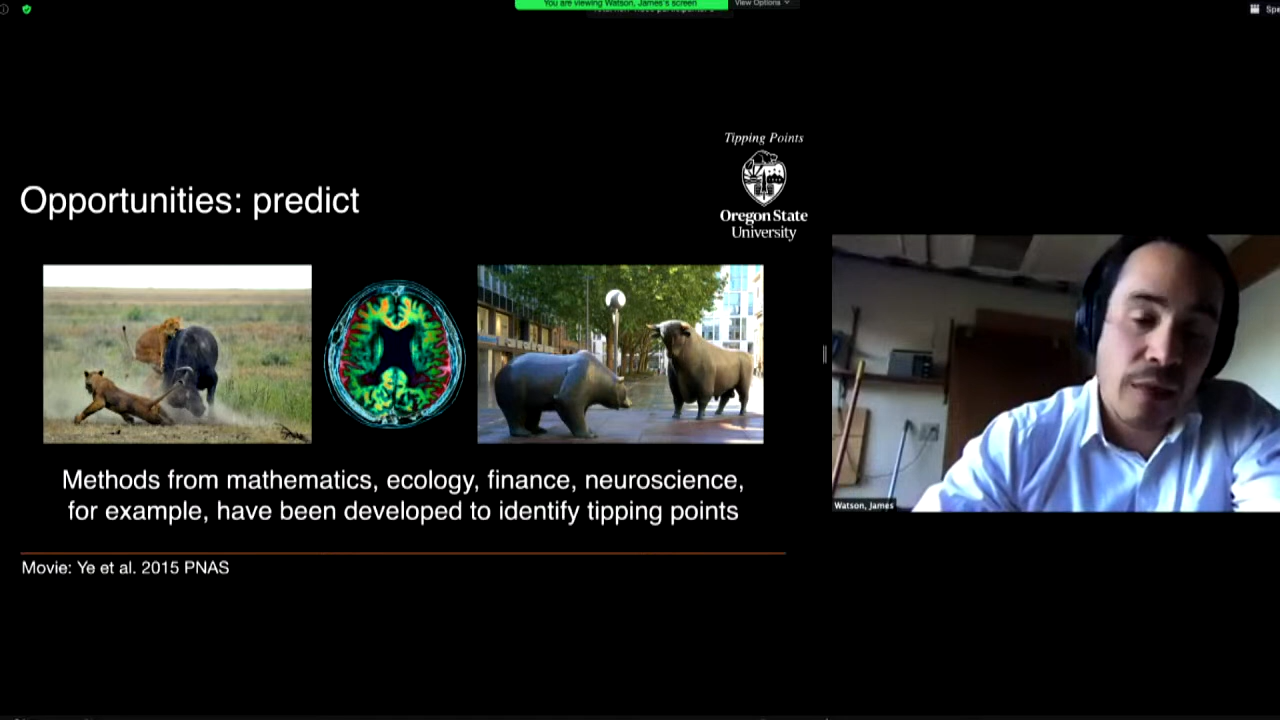 You are viewing Watson, James's screen
View Options
Spe
Tipping Points
Oregon State
University
Opportunities: predict
Methods from mathematics, ecology, finance, neuroscience,
for example, have been developed to identify tipping points
Movie: Ye et al. 2015 PNAS
Watson, James